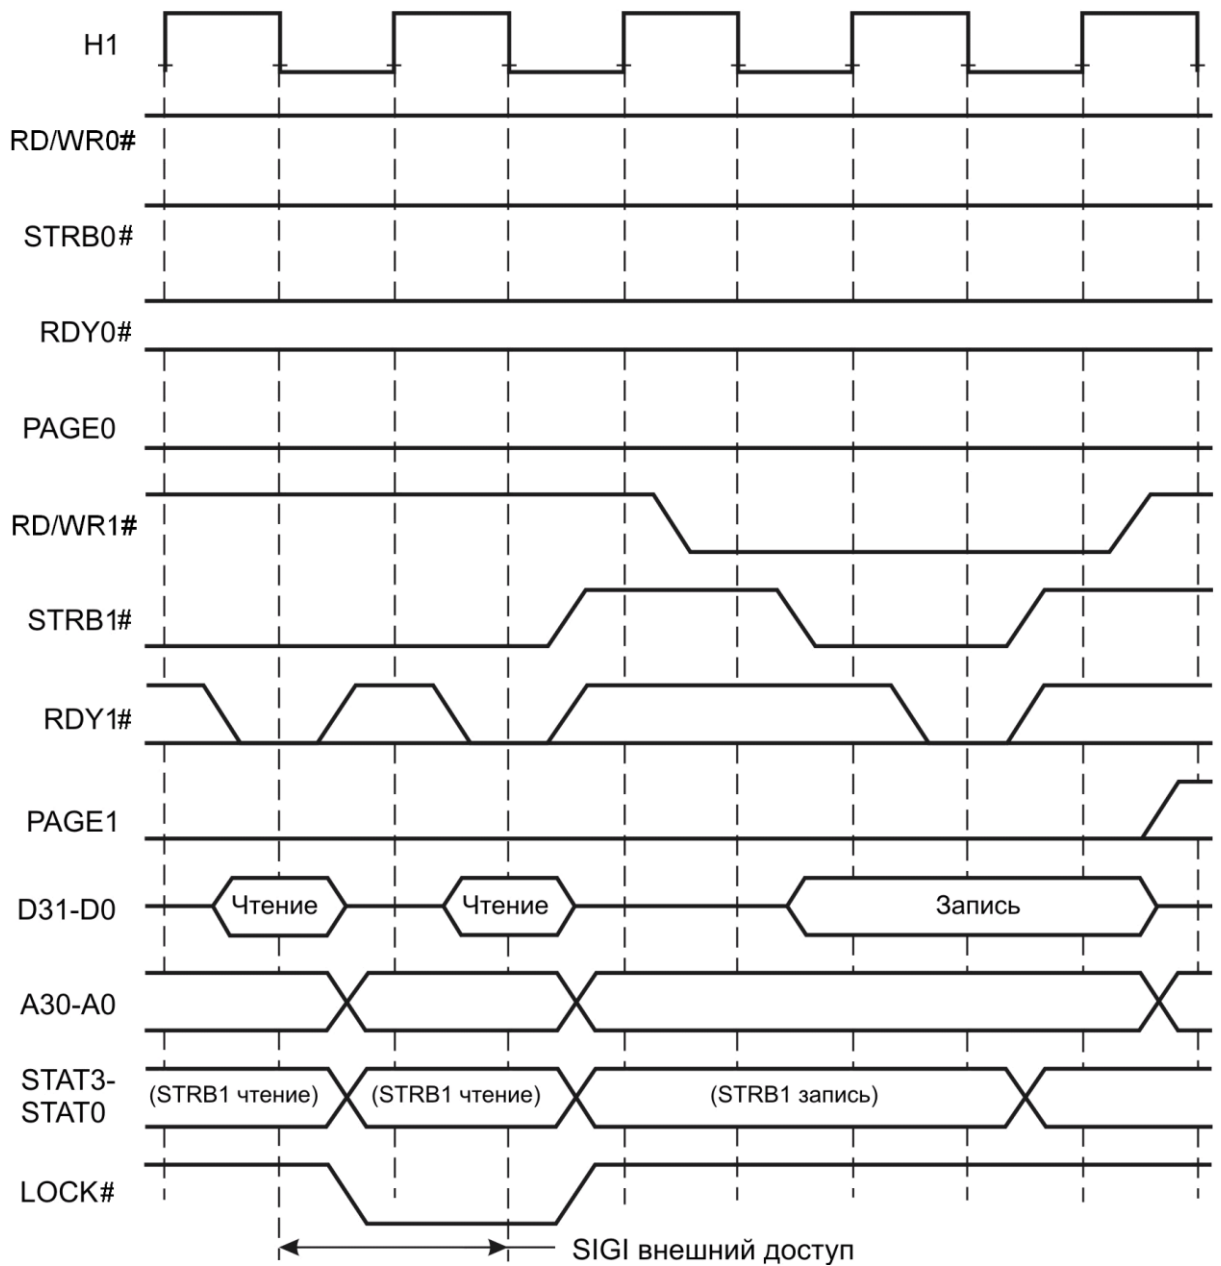 H1
RD/WR0#
STRB0#
RDY0#
PAGE0
RD/WR1#
STRB1#
RDY1#
PAGE1
D31-D0
Чтение
Чтение
Запись
A30-A0
STAT3-
STAT0
(STRB1 чтение)
(STRB1 чтение)
(STRB1 запись)
LOCK#
SIGI внешний доступ